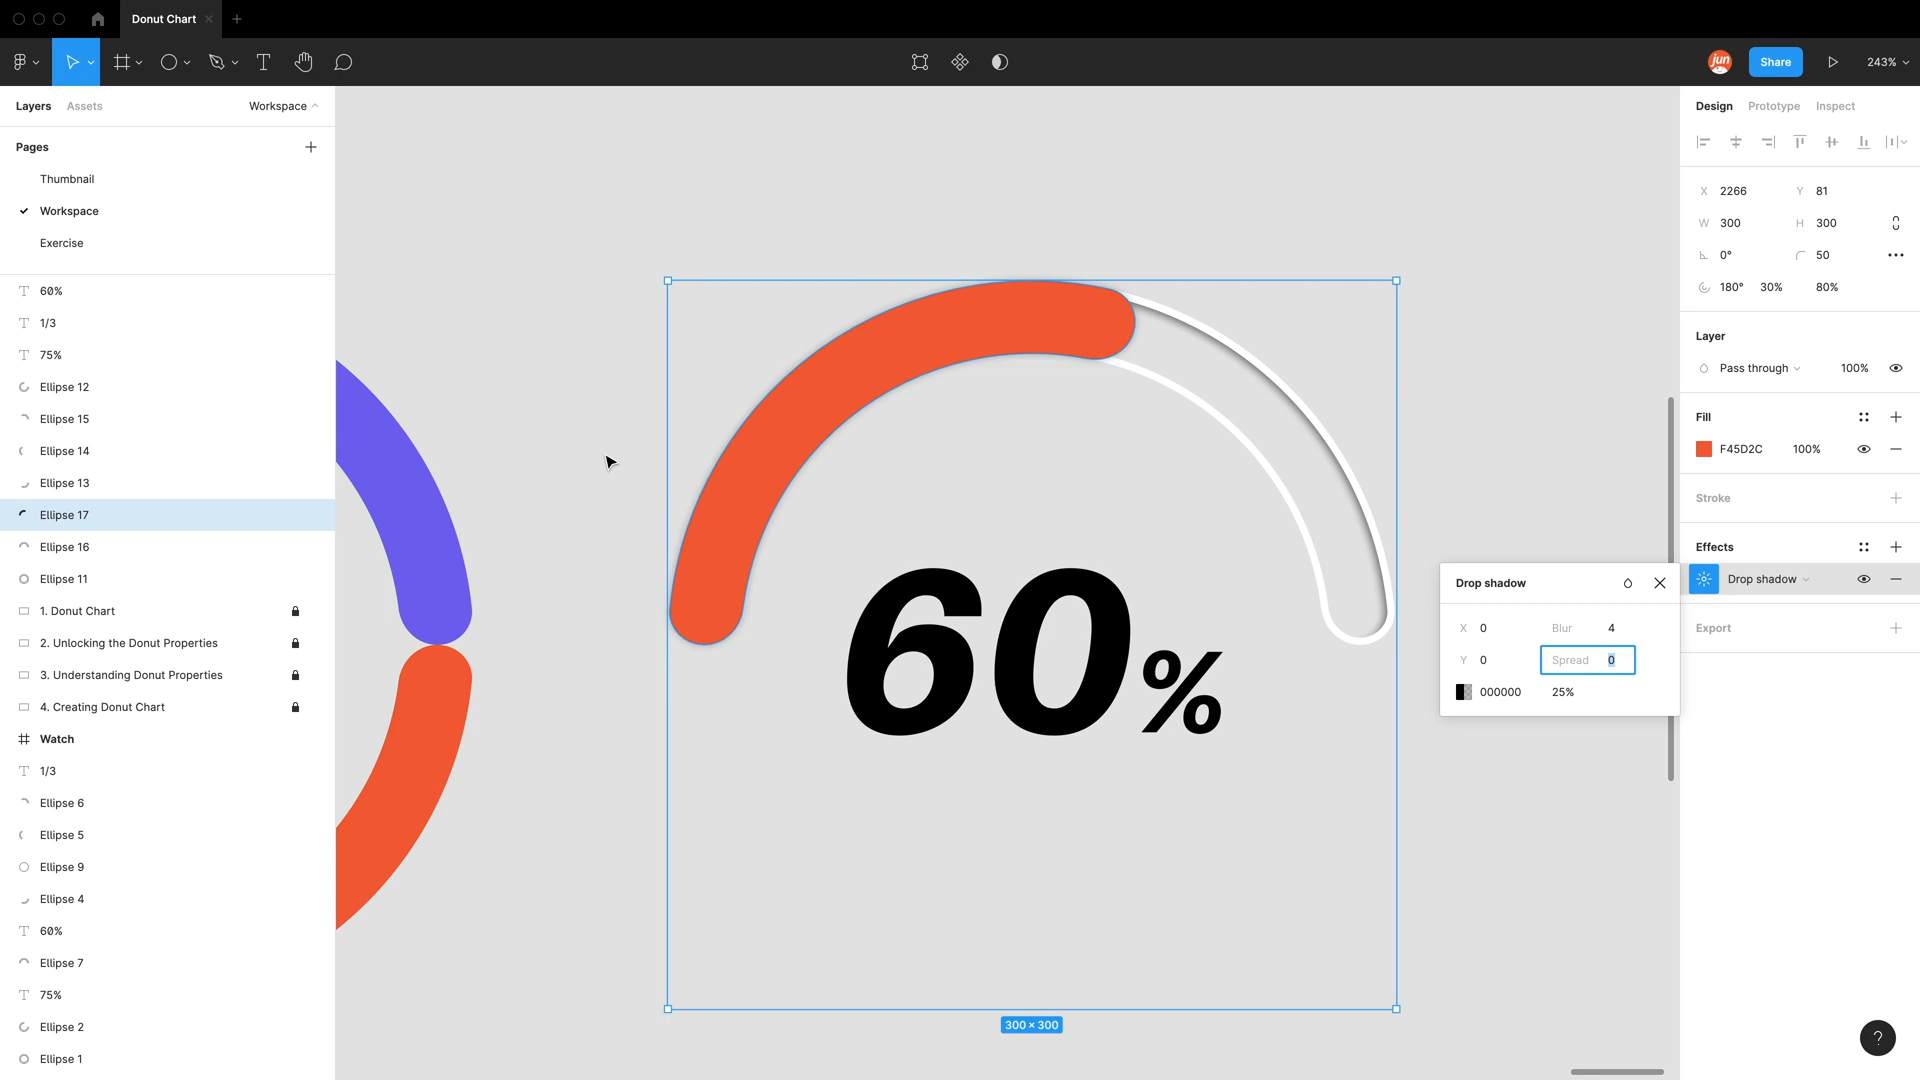 Donut Chart
jun
Share
243%
Layers
Assets
Workspace
Design
Prototype
Inspect
Pages
Thumbnail
Workspace
Exercise
X
2266
Y
81
W
300
H
300
0°
50
180°
30%
80%
60%
1/3
75%
Ellipse 12
Ellipse 15
Ellipse 14
Ellipse 13
Ellipse 17
Ellipse 16
Ellipse 11
1. Donut Chart
2. Unlocking the Donut Properties
3. Understanding Donut Properties
4. Creating Donut Chart
Watch
1/3
Ellipse 6
Ellipse 5
Ellipse 9
Ellipse 4
60%
Ellipse 7
75%
Ellipse 2
Ellipse 1
60%
300 × 300
Layer
Pass through
100%
Fill
F45D2C
100%
Stroke
Effects
Drop shadow
Export
Drop shadow
X
0
Blur
4
Y
0
Spread
0
000000
25%
?